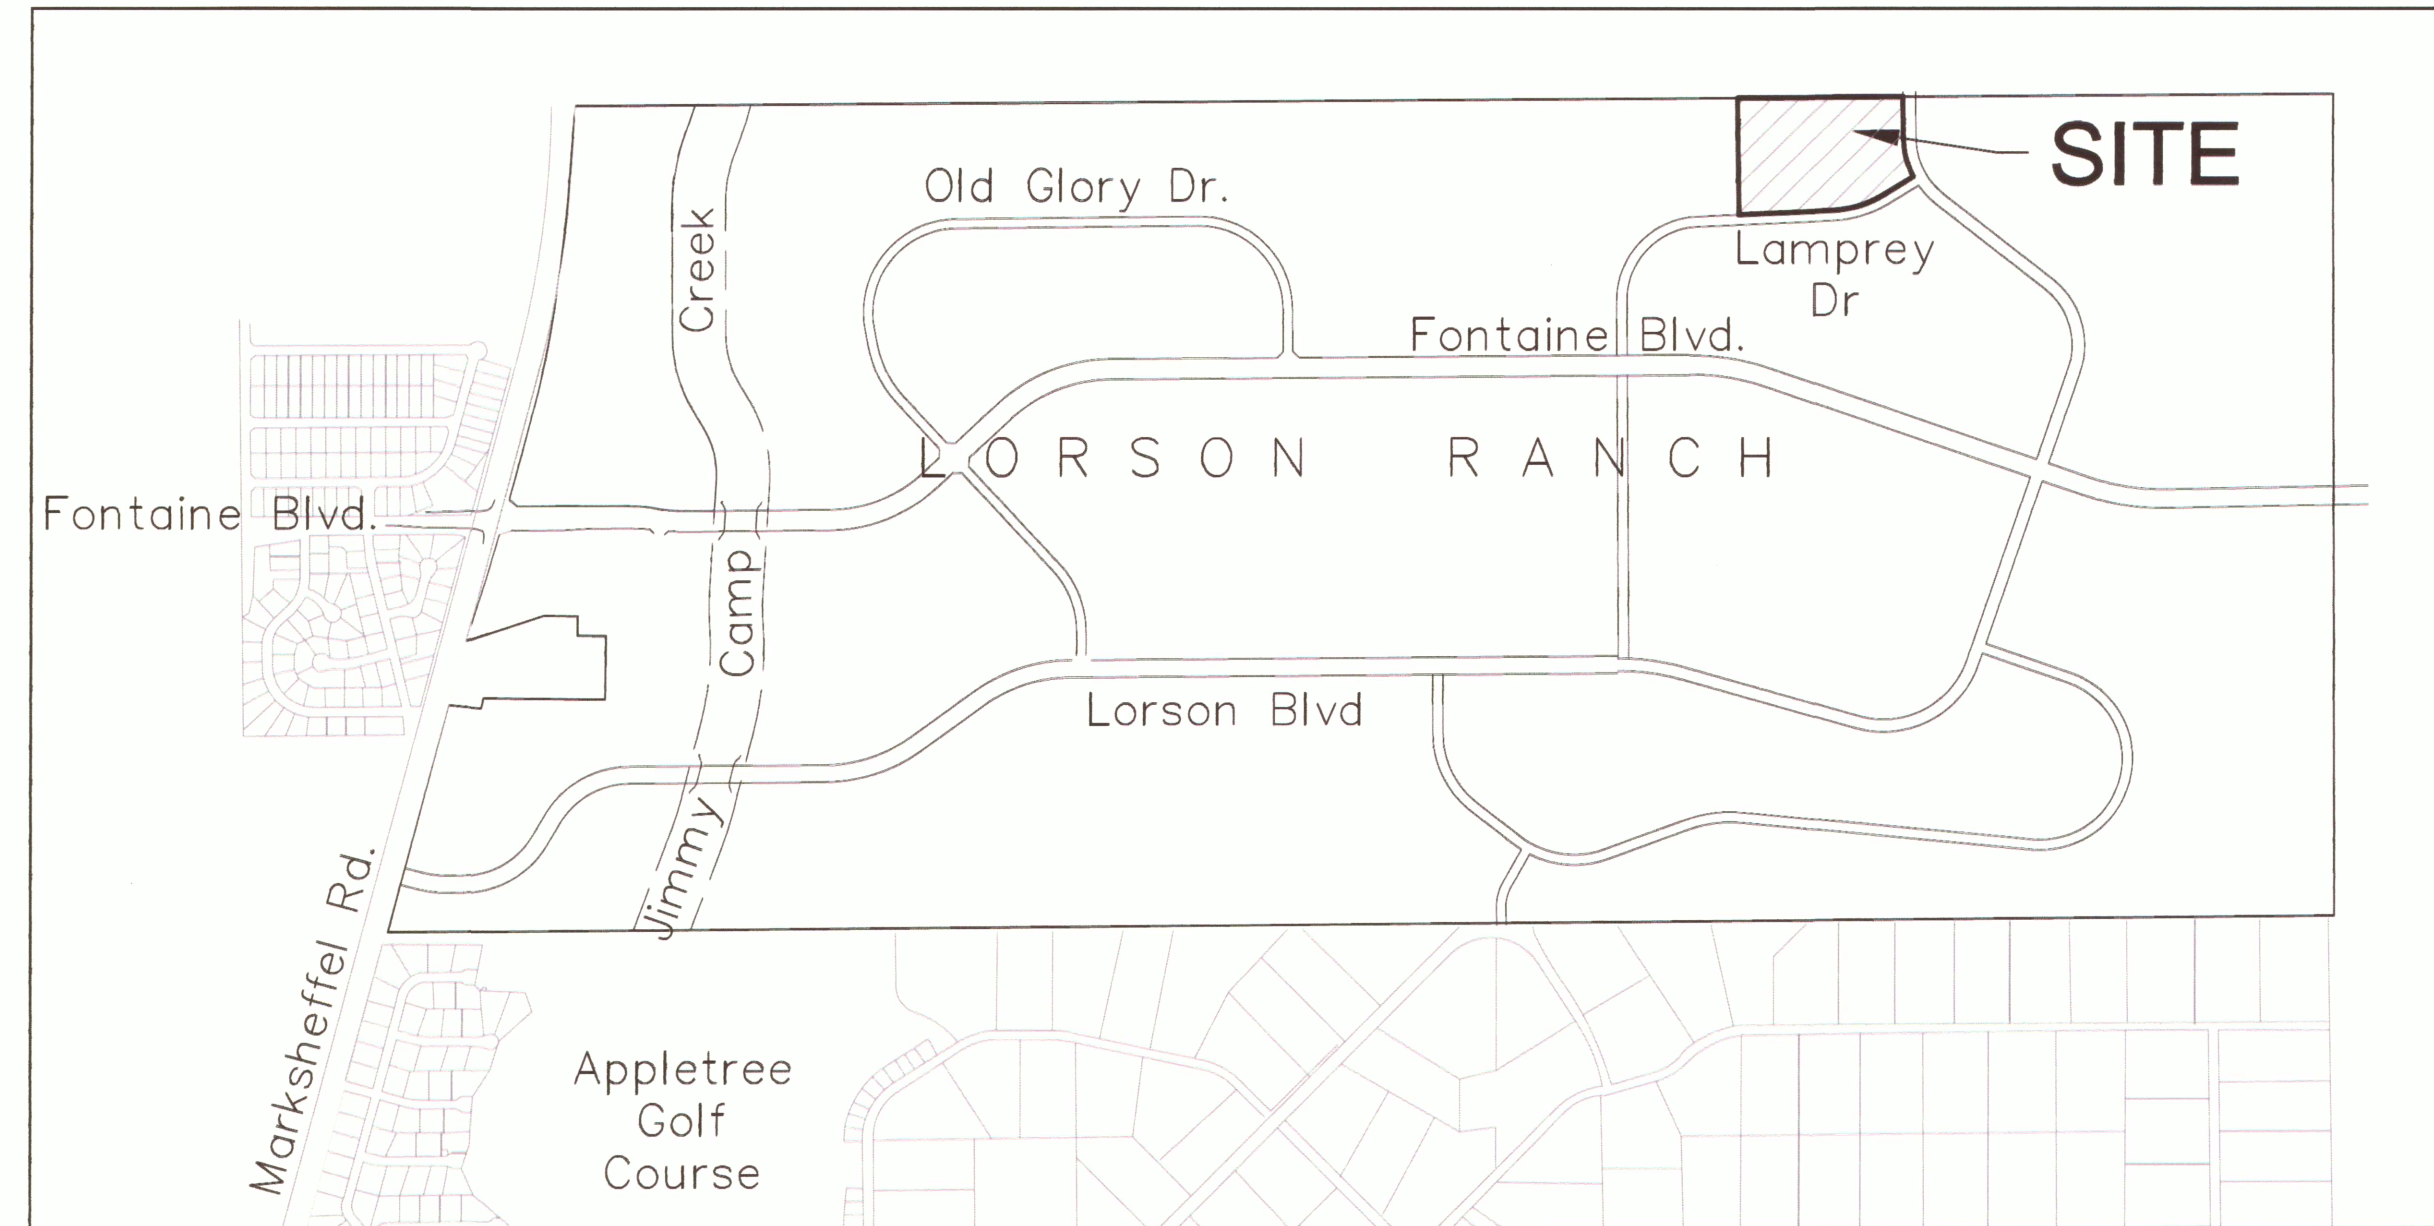 SITE
Old Glory Dr.
Creek
Lamprey
Dr
Fontaine Blvd.
LORSON RANCH
Fontaine Blvd.
Camp
Lorson Blvd
Jimmy
Marksheffel Rd.
Appletree
Golf
Course